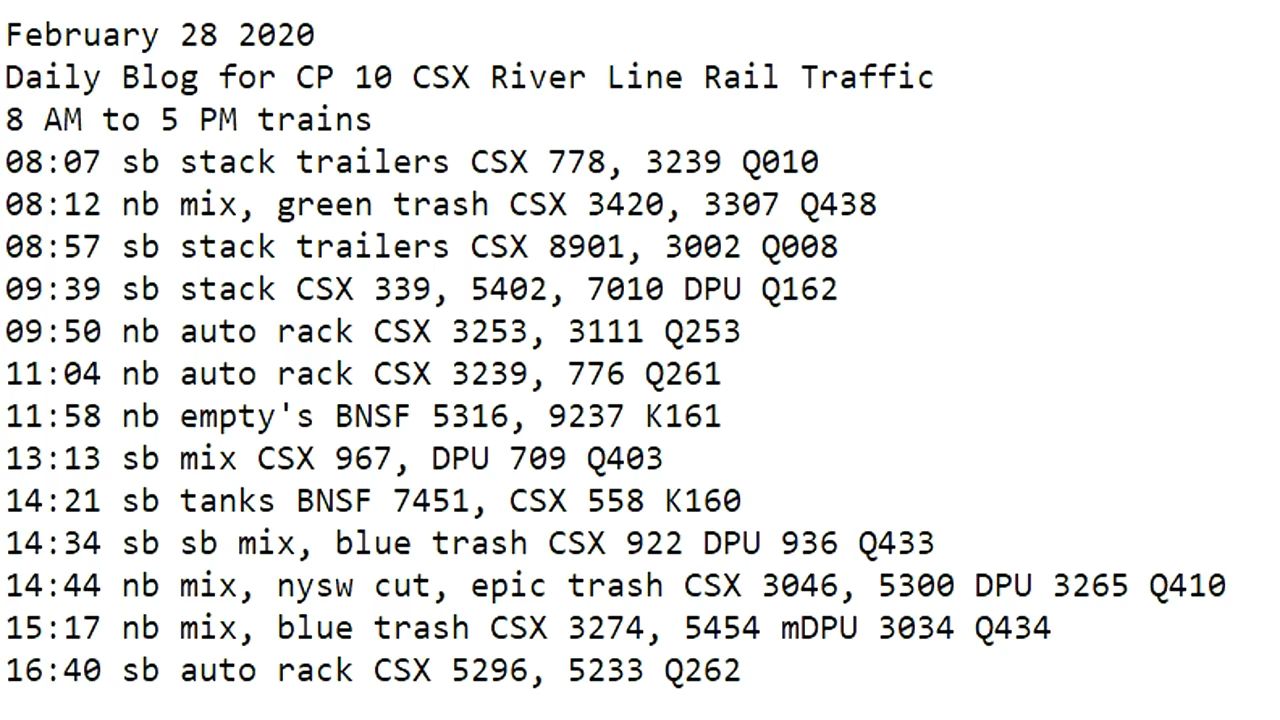 February 28 2020
Daily Blog for CP 10 CSX River Line Rail Traffic
8 AM to 5 PM trains
08:07 sb stack trailers CSX 778, 3239 Q010
08:12 nb mix, green trash CSX 3420, 3307 Q438
08:57 sb stack trailers CSX 8901, 3002 Q008
09:39 sb stack CSX 339, 5402, 7010 DPU Q162
09:50 nb auto rack CSX 3253, 3111 Q253
11:04 nb auto rack CSX 3239, 776 Q261
11:58 nb empty's BNSF 5316, 9237 K161
13:13 sb mix CSX 967, DPU 709 Q403
14:21 sb tanks BNSF 7451, CSX 558 K160
14:34 sb sb mix, blue trash CSX 922 DPU 936 Q433
14:44 nb mix, nysw cut, epic trash CSX 3046, 5300 DPU 3265 Q410
15:17 nb mix, blue trash CSX 3274, 5454 mDPU 3034 Q434
16:40 sb auto rack CSX 5296, 5233 Q262